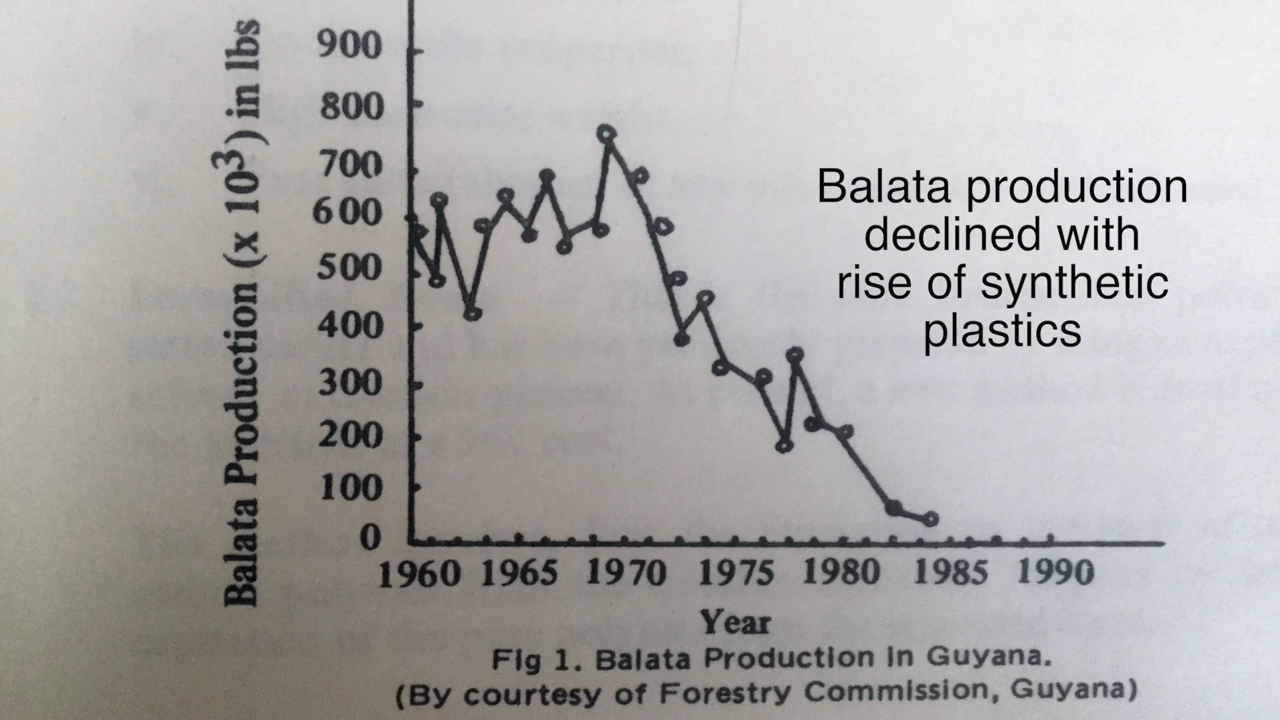 Balata Production (x 10³) in lbs
900
800
700
600
500
400
300
200
100
0
Balata production
declined with
rise of synthetic
plastics
1960 1965 1970 1975 1980 1985 1990
Year
Fig 1. Balata Production in Guyana.
(By courtesy of Forestry Commission, Guyana)